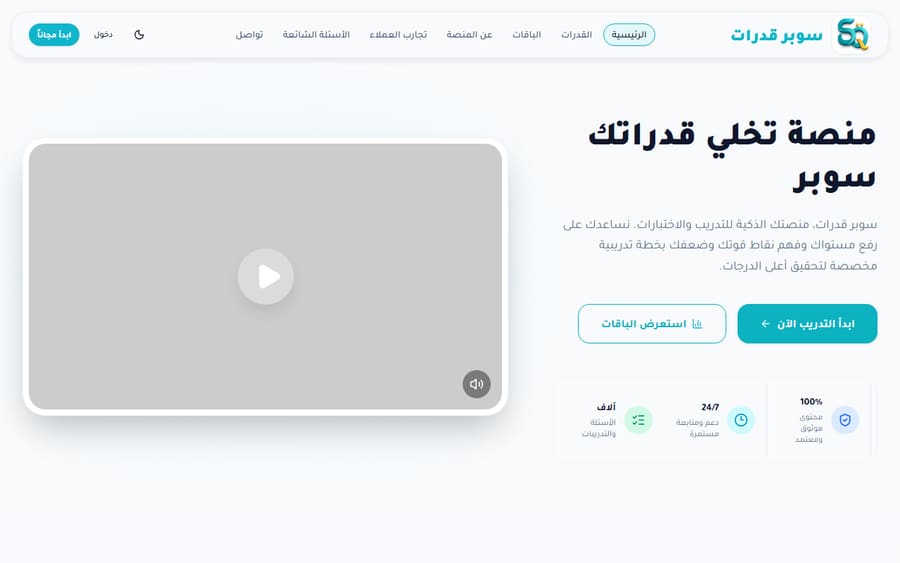 سوبر قدرات
الرئيسية
القدرات
الباقات
عن المنصة
تجارب العملاء
الأسئلة الشائعة
تواصل
دخول
ابدأ مجاناً
منصة تخلي قدراتك
سوبر
سوبر قدرات، منصتك الذكية للتدريب والاختبارات. نساعدك على
رفع مستواك وفهم نقاط قوتك وضعفك بخطة تدريبية
مخصصة لتحقيق أعلى الدرجات.
ابدأ التدريب الآن
استعرض الباقات
100%
محتوى
موثوق
ومعتمد
24/7
دعم ومتابعة
مستمرة
آلاف
الأسئلة
والتدريبات